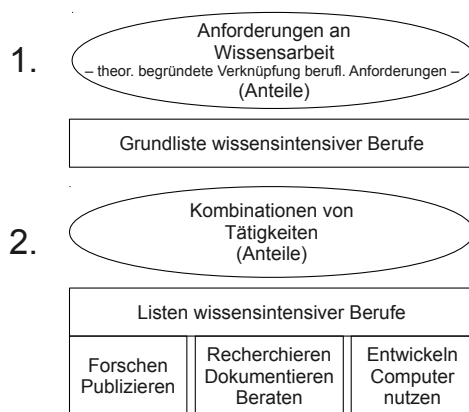 1.
Anforderungen an
Wissensarbeit
– theor. begründete Verknüpfung berufl. Anforderungen –
(Anteile)
Grundliste wissensintensiver Berufe
2.
Kombinationen von
Tätigkeiten
(Anteile)
Listen wissensintensiver Berufe
Forschen
Publizieren
Recherchieren
Dokumentieren
Beraten
Entwickeln
Computer
nutzen